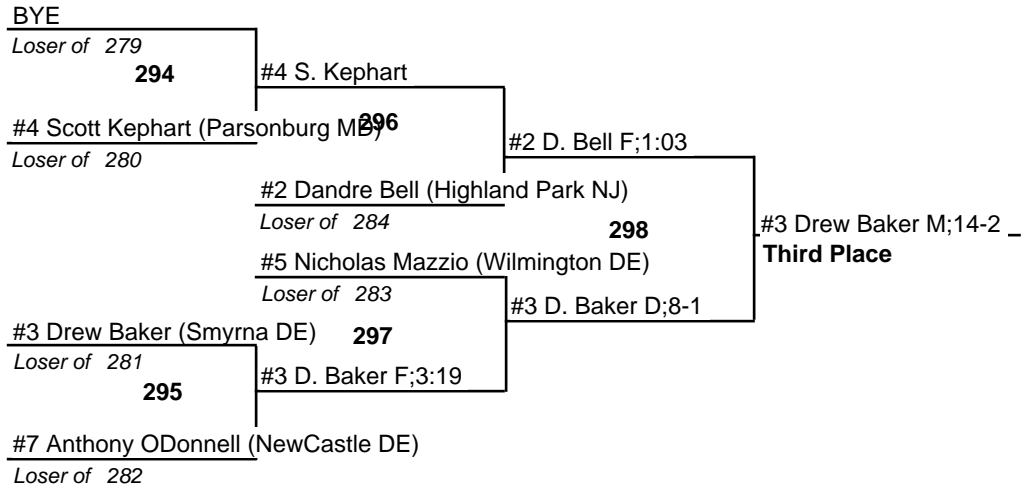 BYE
Loser of 279
294
#4 S. Kephart
#4 Scott Kephart (Parsonburg MD)
296
Loser of 280
#2 D. Bell F;1:03
#2 Dandre Bell (Highland Park NJ)
Loser of 284
298
#3 Drew Baker M;14-2
Third Place
#5 Nicholas Mazzio (Wilmington DE)
Loser of 283
#3 D. Baker D;8-1
#3 Drew Baker (Smyrna DE)
297
Loser of 281
#3 D. Baker F;3:19
295
#7 Anthony ODonnell (NewCastle DE)
Loser of 282